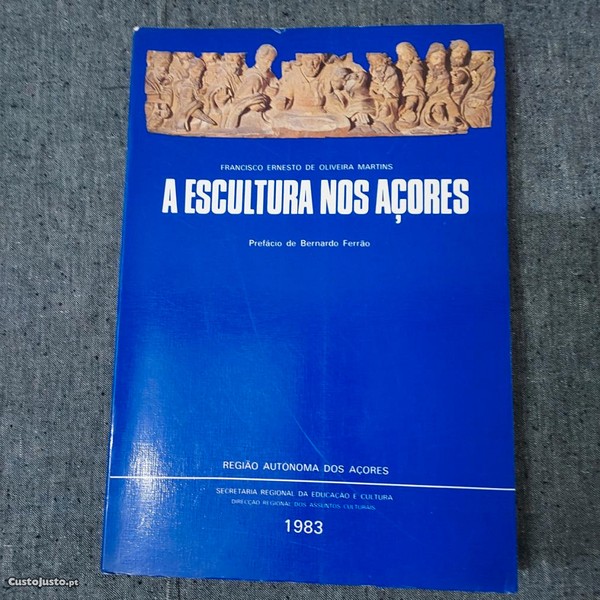 FRANCISCO ERNESTO DE OLIVEIRA MARTINS
A ESCULTURA NOS AÇORES
Prefácio de Bernardo Ferrão
REGIÃO AUTONOMA DOS AÇORES
SECRETARIA REGIONAL DA EDUCAÇÃO E CULTURA
DIRECÇÃO REGIONAL DOS ASSUNTOS CULTURAIS
1983
CustoJusto.pt